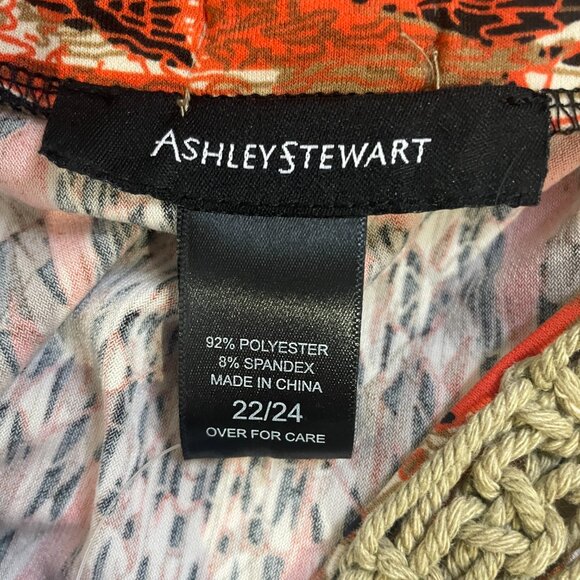 ASHLEY STEWART
92% POLYESTER
8% SPANDEX
MADE IN CHINA
22/24
OVER FOR CARE